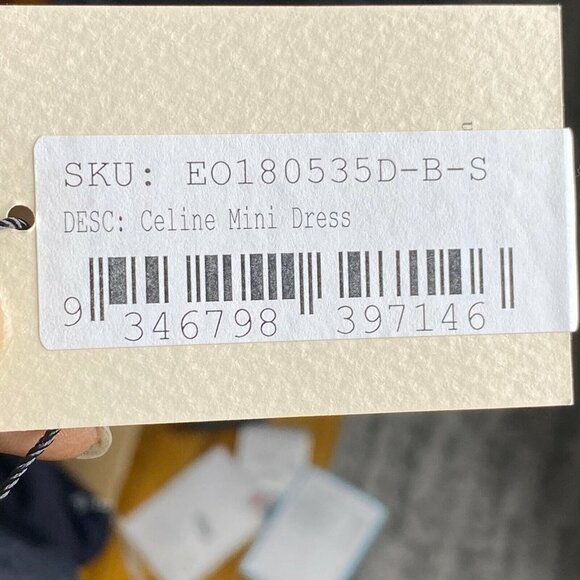 SKU: EO180535D-B-S
DESC: Celine Mini Dress
9 346798 397146